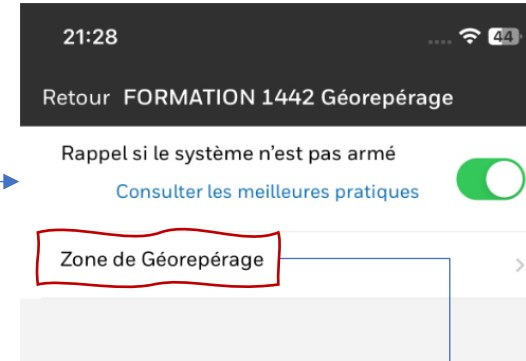 21:28
44
Retour FORMATION 1442 Géorepérage
Rappel si le système n'est pas armé
Consulter les meilleures pratiques
Zone de Géorepérage